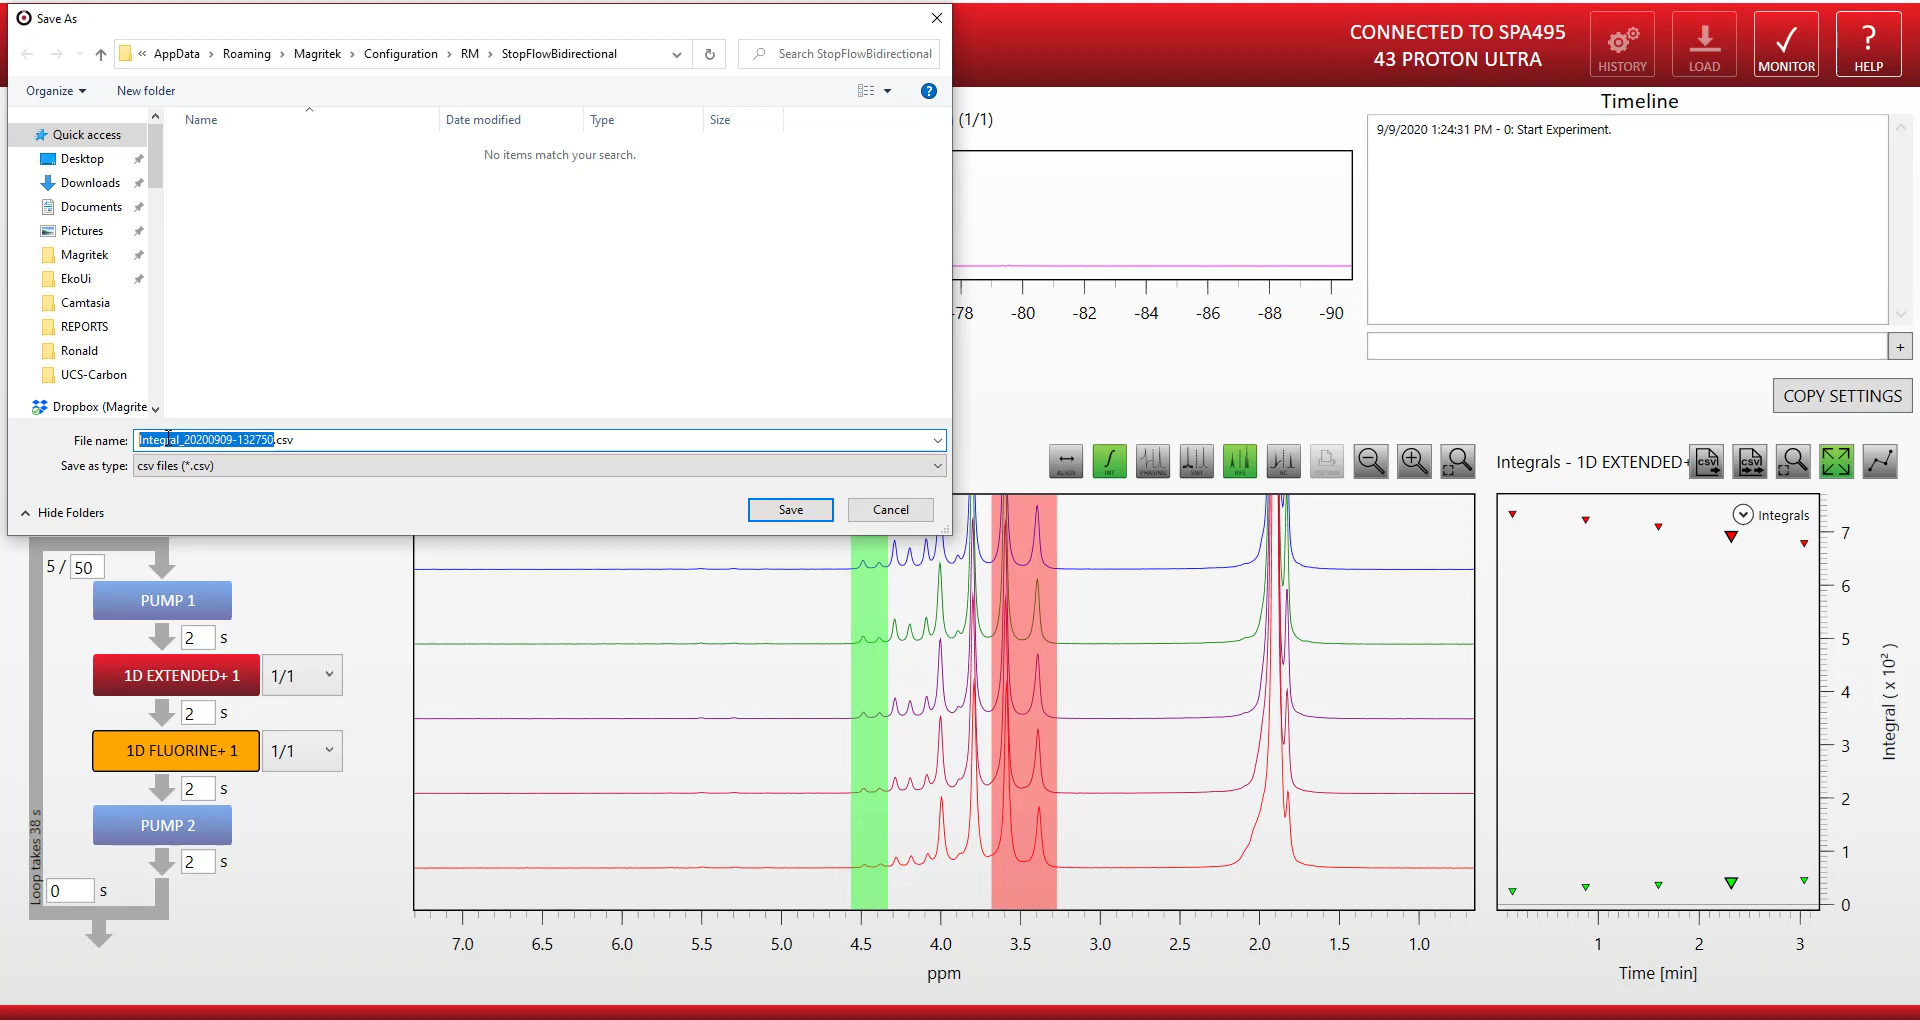 Save As
« AppData › Roaming › Magritek › Configuration › RM › StopFlowBidirectional
Search StopFlowBidirectional
Organize
New folder
Quick access
Desktop
Downloads
Documents
Pictures
Magritek
EkoUi
Camtasia
REPORTS
Ronald
UCS-Carbon
Dropbox (Magrite
Name
Date modified
Type
Size
No items match your search.
File name: Integral_20200909-132750.csv
Save as type: csv files (*.csv)
Hide Folders
Save
Cancel
CONNECTED TO SPA495
43 PROTON ULTRA
HISTORY
LOAD
MONITOR
? HELP
(1/1)
-78 -80 -82 -84 -86 -88 -90
Timeline
9/9/2020 1:24:31 PM - 0: Start Experiment.
+
COPY SETTINGS
ALIGN
INT
PHASING
SNR
RES
BC
Integrals - 1D EXTENDED+
CSV
CSV
Integrals
5 / 50
PUMP 1
2 s
1D EXTENDED+ 1 1/1
2 s
1D FLUORINE+ 1 1/1
2 s
PUMP 2
2 s
Loop takes 38 s
0 s
7.0 6.5 6.0 5.5 5.0 4.5 4.0 3.5 3.0 2.5 2.0 1.5 1.0
ppm
7
6
5
4
3
2
1
0
Integral ( x 10²)
1 2 3
Time [min]